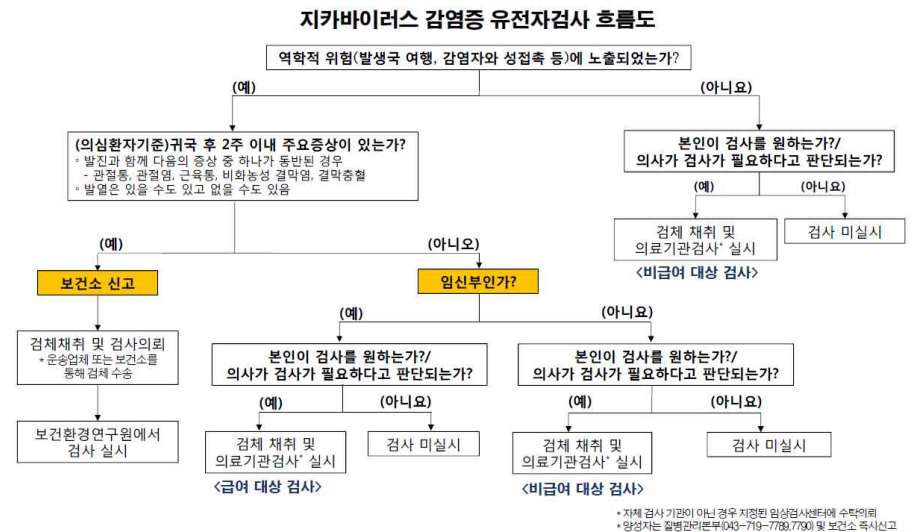 지카바이러스 감염증 유전자검사 흐름도
역학적 위험(발생국 여행, 감염자와 성접촉 등)에 노출되었는가?
(예)
(아니요)
(의심환자기준)귀국 후 2주 이내 주요증상이 있는가?
◦ 발진과 함께 다음의 증상 중 하나가 동반된 경우
- 관절통, 관절염, 근육통, 비화농성 결막염, 결막충혈
◦ 발열은 있을 수도 있고 없을 수도 있음
본인이 검사를 원하는가?/
의사가 검사가 필요하다고 판단되는가?
(예)
(아니요)
검체 채취 및
의료기관검사* 실시
<비급여 대상 검사>
검사 미실시
(예)
(아니오)
보건소 신고
검체채취 및 검사의뢰
* 운송업체 또는 보건소를
통해 검체 수송
보건환경연구원에서
검사 실시
임신부인가?
(예)
(아니요)
본인이 검사를 원하는가?/
의사가 검사가 필요하다고 판단되는가?
(예)
(아니요)
검체 채취 및
의료기관검사* 실시
<급여 대상 검사>
검사 미실시
본인이 검사를 원하는가?/
의사가 검사가 필요하다고 판단되는가?
(예)
(아니요)
검체 채취 및
의료기관검사* 실시
<비급여 대상 검사>
검사 미실시
* 자체 검사 기관이 아닌 경우 지정된 임상검사센터에 수탁의뢰
* 양성자는 질병관리본부(043-719-7789,7790) 및 보건소 즉시신고